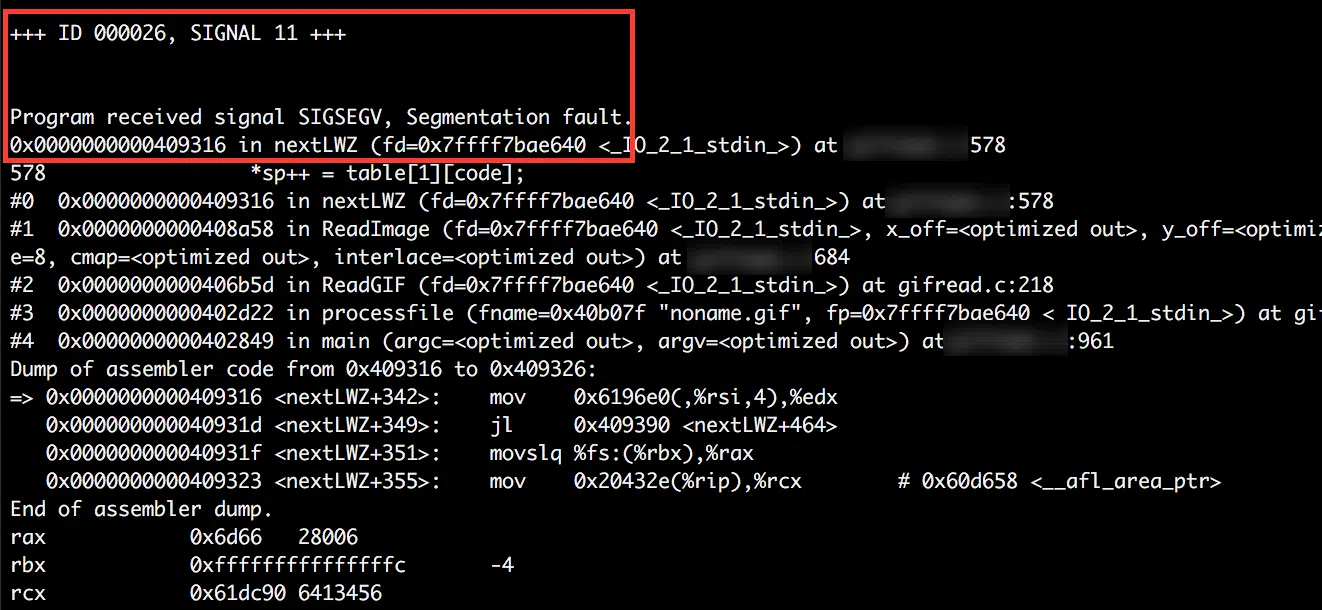 +++ ID 000026, SIGNAL 11 +++
Program received signal SIGSEGV, Segmentation fault.
0x0000000000409316 in nextLWZ (fd=0x7ffff7bae640 <_IO_2_1_stdin_>) at 578
578 *sp++ = table[1][code];
#0 0x0000000000409316 in nextLWZ (fd=0x7ffff7bae640 <_IO_2_1_stdin_>) at :578
#1 0x0000000000408a58 in ReadImage (fd=0x7ffff7bae640 <_IO_2_1_stdin_>, x_off=<optimized out>, y_off=<optimiz
e=8, cmap=<optimized out>, interlace=<optimized out>) at 684
#2 0x0000000000406b5d in ReadGIF (fd=0x7ffff7bae640 <_IO_2_1_stdin_>) at gifread.c:218
#3 0x0000000000402d22 in processfile (fname=0x40b07f "noname.gif", fp=0x7ffff7bae640 < IO_2_1_stdin_>) at gi
#4 0x0000000000402849 in main (argc=<optimized out>, argv=<optimized out>) at :961
Dump of assembler code from 0x409316 to 0x409326:
=> 0x0000000000409316 <nextLWZ+342>: mov 0x6196e0(,%rsi,4),%edx
0x000000000040931d <nextLWZ+349>: jl 0x409390 <nextLWZ+464>
0x000000000040931f <nextLWZ+351>: movslq %fs:(%rbx),%rax
0x0000000000409323 <nextLWZ+355>: mov 0x20432e(%rip),%rcx # 0x60d658 <__afl_area_ptr>
End of assembler dump.
rax 0x6d66 28006
rbx 0xfffffffffffffffc -4
rcx 0x61dc90 6413456